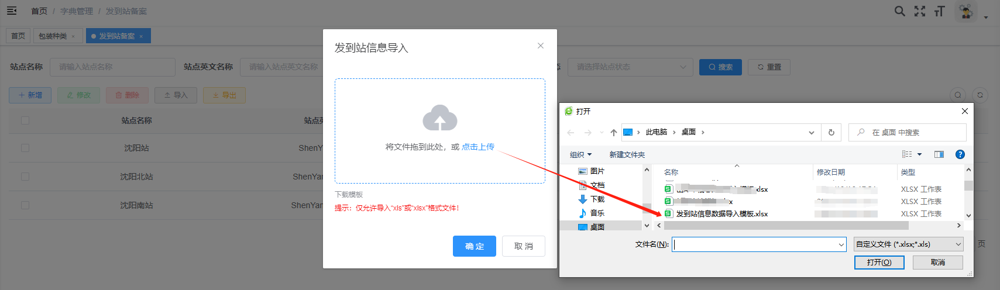 首页 / 字典管理 / 发到站备案
首页
包装种类 ×
发到站备案 ×
站点名称
请输入站点名称
站点英文名称
请输入站点英文名称
态
请选择站点状态
搜索
重置
新增
修改
删除
导入
导出
站点名称
站点英
沈阳站
ShenY
沈阳北站
ShenYan
沈阳南站
ShenYan
页
发到站信息导入
将文件拖到此处，或 点击上传
下载模板
提示：仅允许导入“xls”或“xlsx”格式文件！
确 定
取 消
打开
此电脑 › 桌面 ›
在 桌面 中搜索
组织
新建文件夹
图片
文档
下载
音乐
桌面
名称
修改日期
类型
模板.xlsx
XLSX 工作表
XLSX 工作表
发到站信息数据导入模板.xlsx
XLSX 工作表
文件名(N):
自定义文件 (*.xlsx;*.xls)
打开(O)
取消